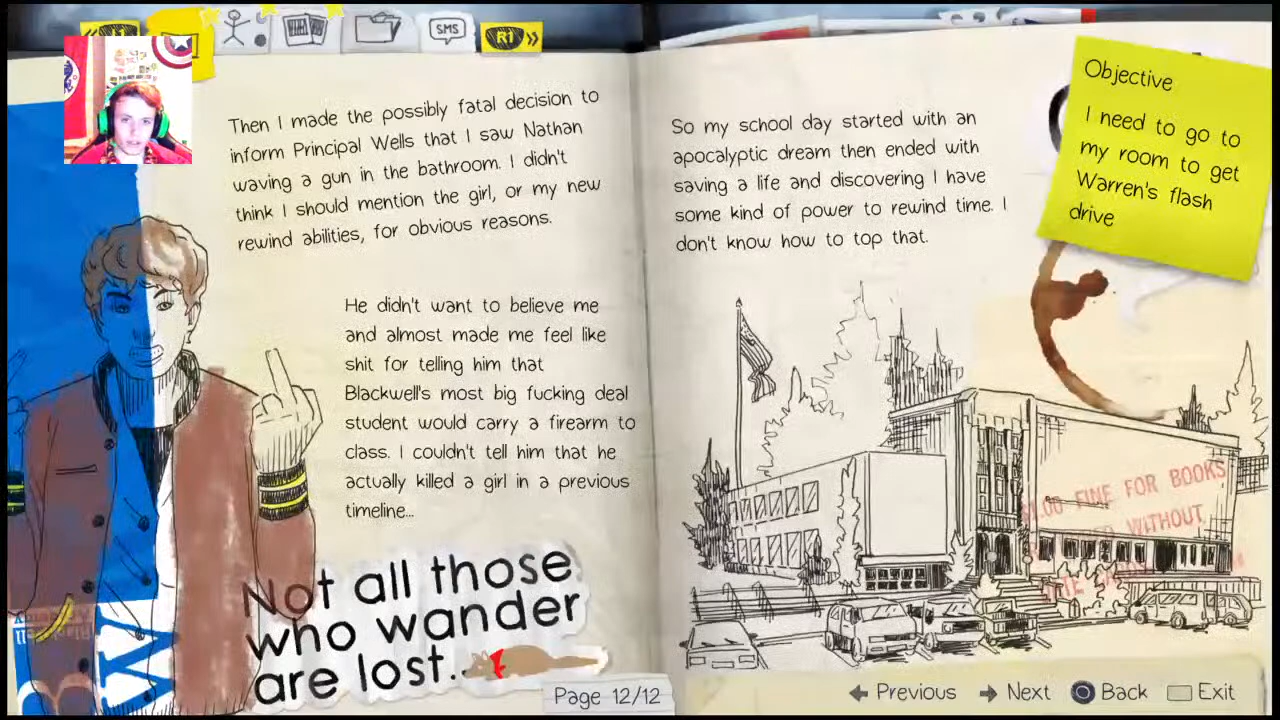 SMS
R1
Then I made the possibly fatal decision to
inform Principal Wells that I saw Nathan
waving a gun in the bathroom. I didn't
think I should mention the girl, or my new
rewind abilities, for obvious reasons.
He didn't want to believe me
and almost made me feel like
shit for telling him that
Blackwell's most big fucking deal
student would carry a firearm to
class. I couldn't tell him that he
actually killed a girl in a previous
timeline...
Not all those
who wander
are lost...
So my school day started with an
apocalyptic dream then ended with
saving a life and discovering I have
some kind of power to rewind time. I
don't know how to top that.
Objective
I need to go to
my room to get
Warren's flash
drive
FINE FOR BOOKS
WITHOUT
Page 12/12
Previous
Next
Back
Exit